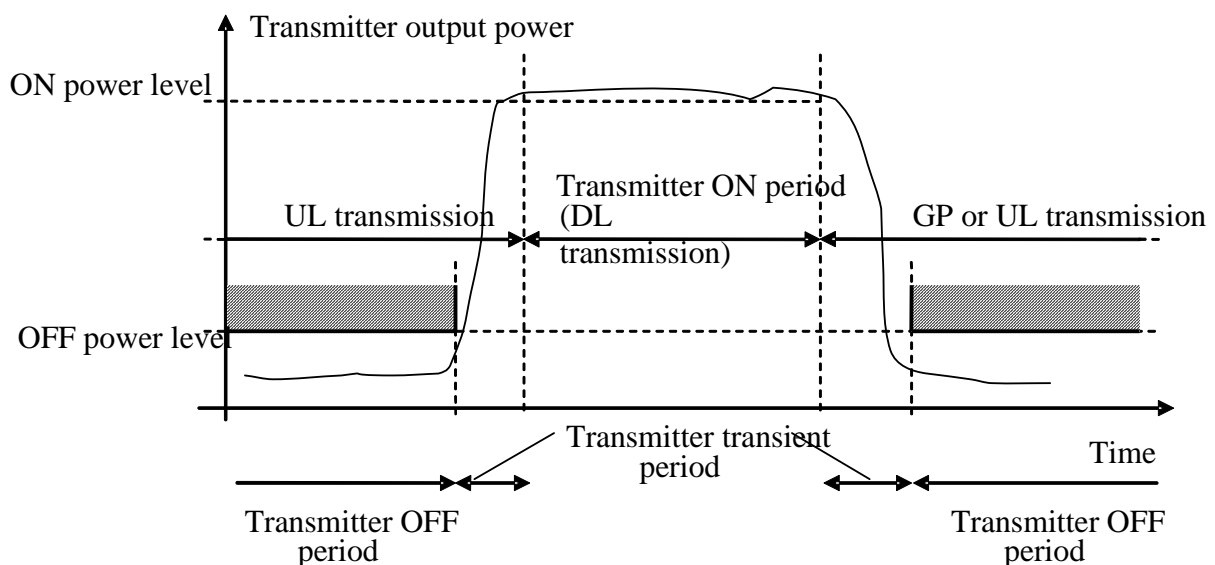 Transmitter output power
ON power level
Transmitter ON period
UL transmission
(DL
transmission)
GP or UL transmission
OFF power level
Transmitter transient
period
Time
Transmitter OFF
period
Transmitter OFF
period